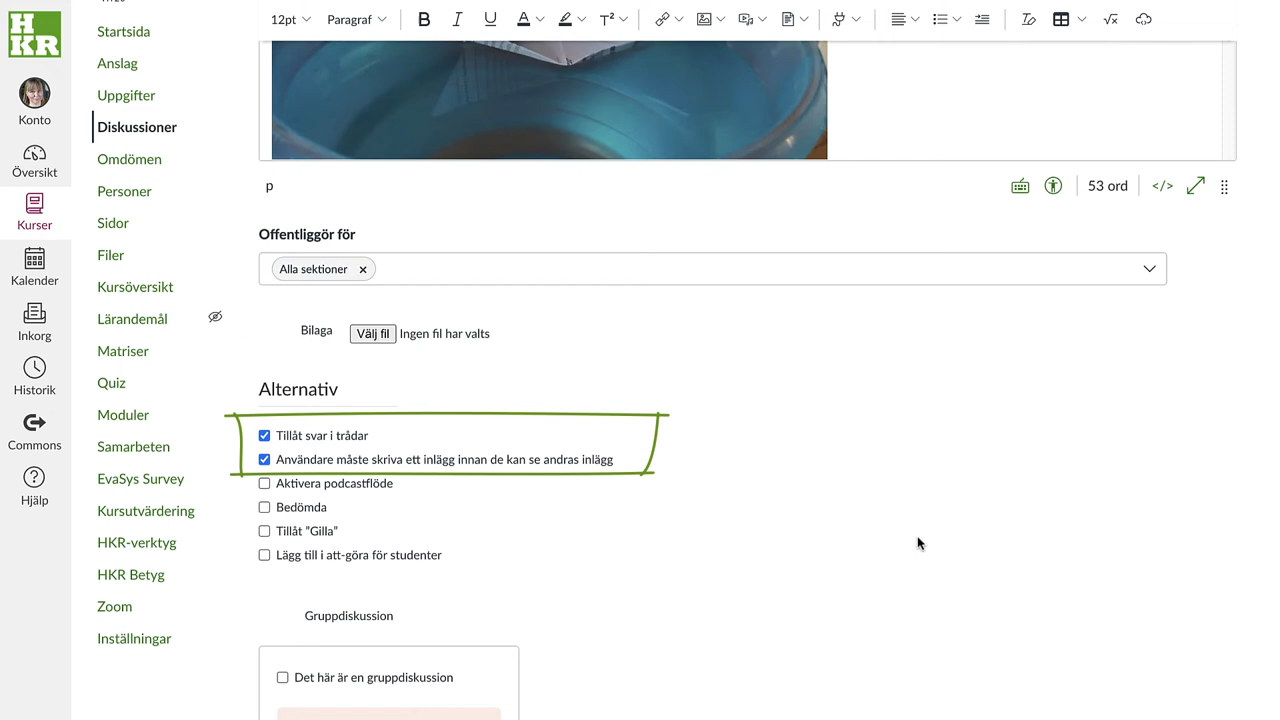 HKR
Konto
Översikt
Kurser
Kalender
Inkorg
Historik
Commons
Hjälp
Startsida
Anslag
Uppgifter
Diskussioner
Omdömen
Personer
Sidor
Filer
Kursöversikt
Lärandemål
Matriser
Quiz
Moduler
Samarbeten
EvaSys Survey
Kursutvärdering
HKR-verktyg
HKR Betyg
Zoom
Inställningar
12pt Paragraf B I U A T²
p 53 ord </>
Offentliggör för
Alla sektioner ×
Bilaga Välj fil Ingen fil har valts
Alternativ
Tillåt svar i trådar
Användare måste skriva ett inlägg innan de kan se andras inlägg
Aktivera podcastflöde
Bedömda
Tillåt ”Gilla”
Lägg till i att-göra för studenter
Gruppdiskussion
Det här är en gruppdiskussion